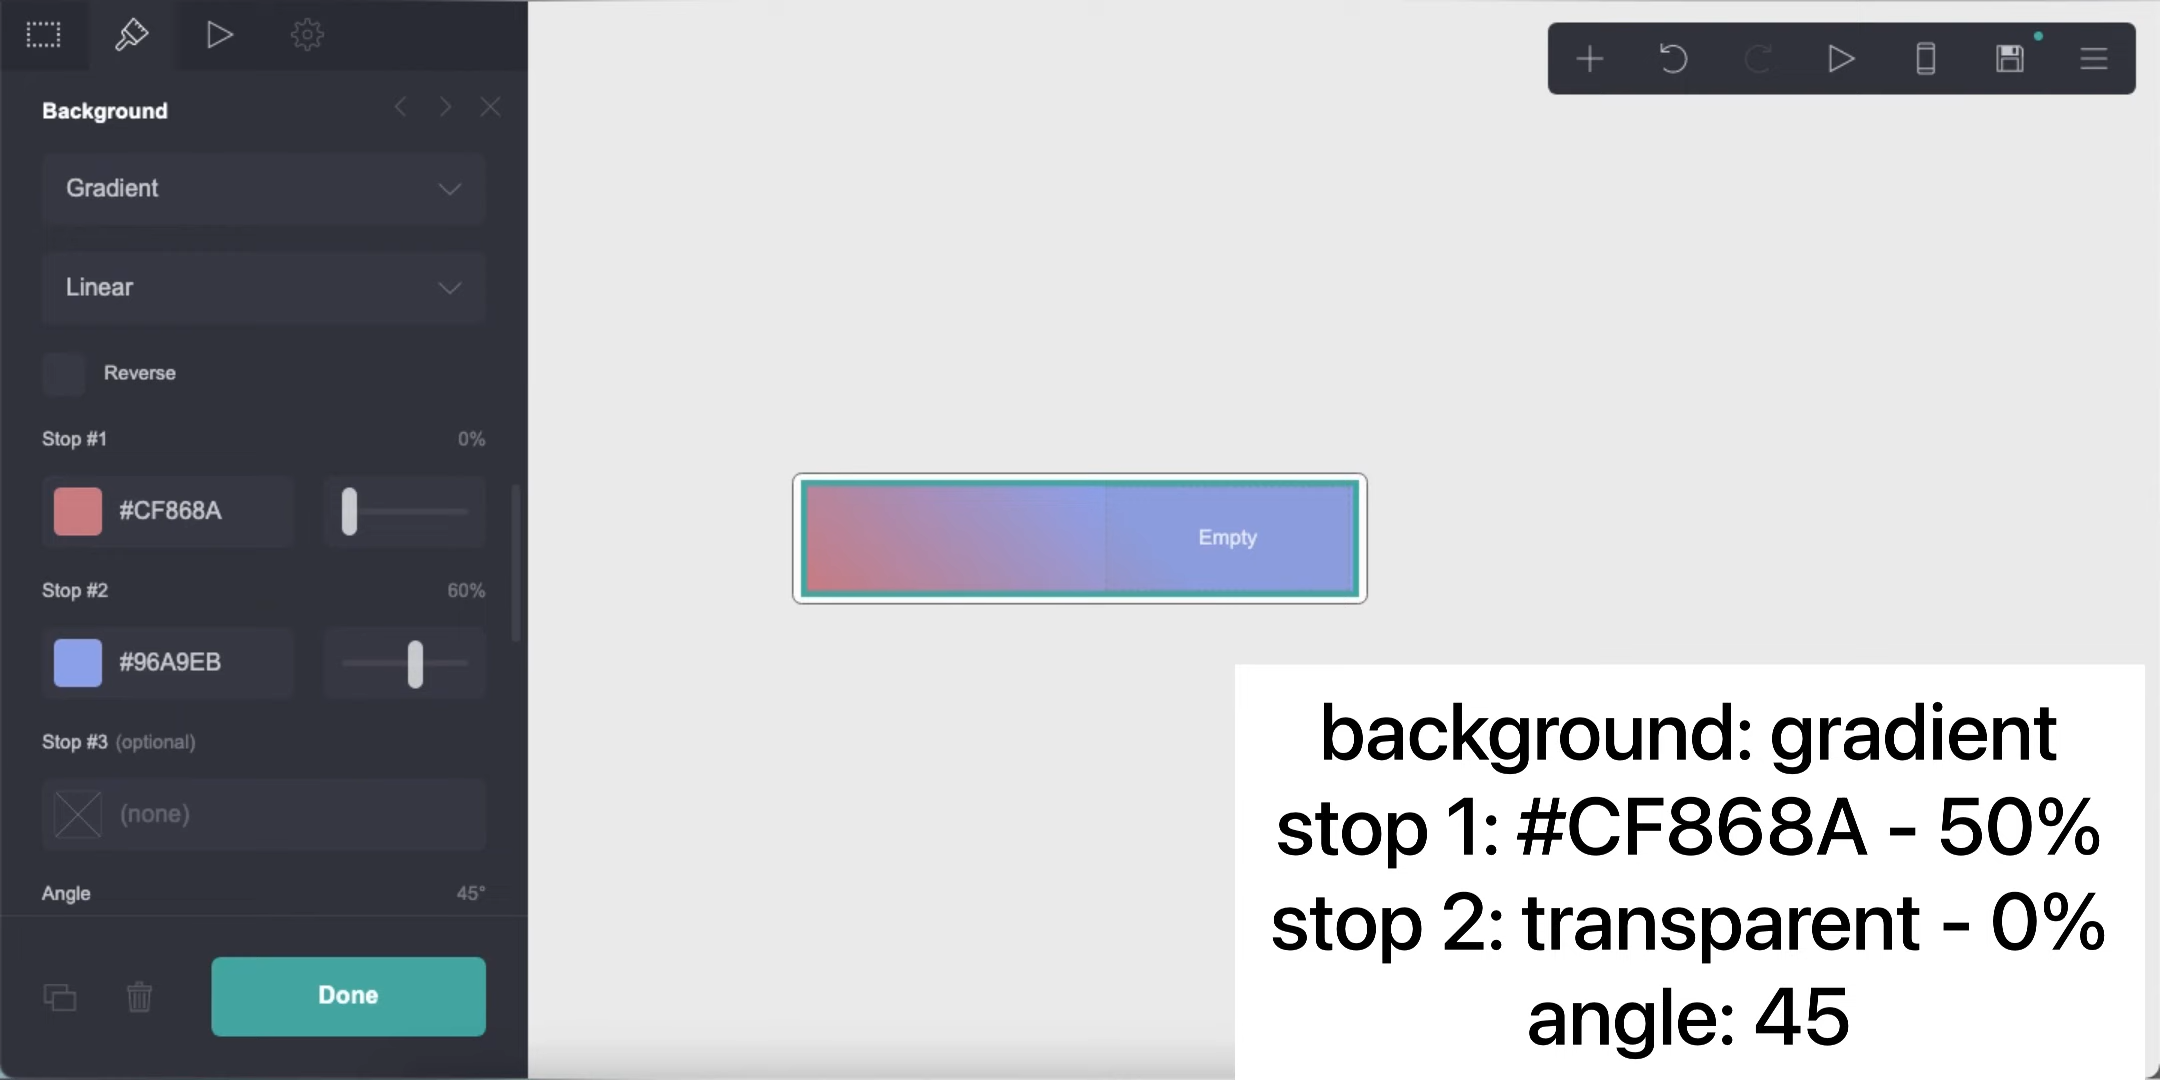 Background
Gradient
Linear
Reverse
Stop #1 0%
#CF868A
Stop #2 60%
#96A9EB
Stop #3 (optional)
(none)
Angle 45°
Done
Empty
background: gradient
stop 1: #CF868A - 50%
stop 2: transparent - 0%
angle: 45